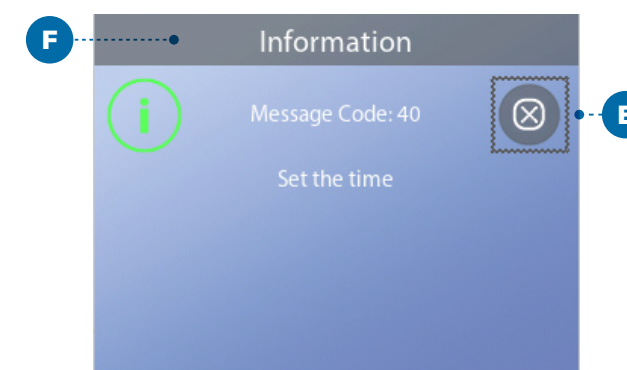 F
Information
i
Message Code: 40
Set the time